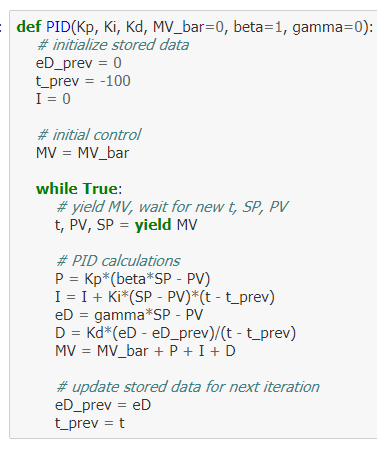 : def PID(Kp, Ki, Kd, MV_bar=0, beta=1, gamma=0):
# initialize stored data
eD_prev = 0
t_prev = -100
I = 0
# initial control
MV = MV_bar
while True:
# yield MV, wait for new t, SP, PV
t, PV, SP = yield MV
# PID calculations
P = Kp*(beta*SP - PV)
I = I + Ki*(SP - PV)*(t - t_prev)
eD = gamma*SP - PV
D = Kd*(eD - eD_prev)/(t - t_prev)
MV = MV_bar + P + I + D
# update stored data for next iteration
eD_prev = eD
t_prev = t